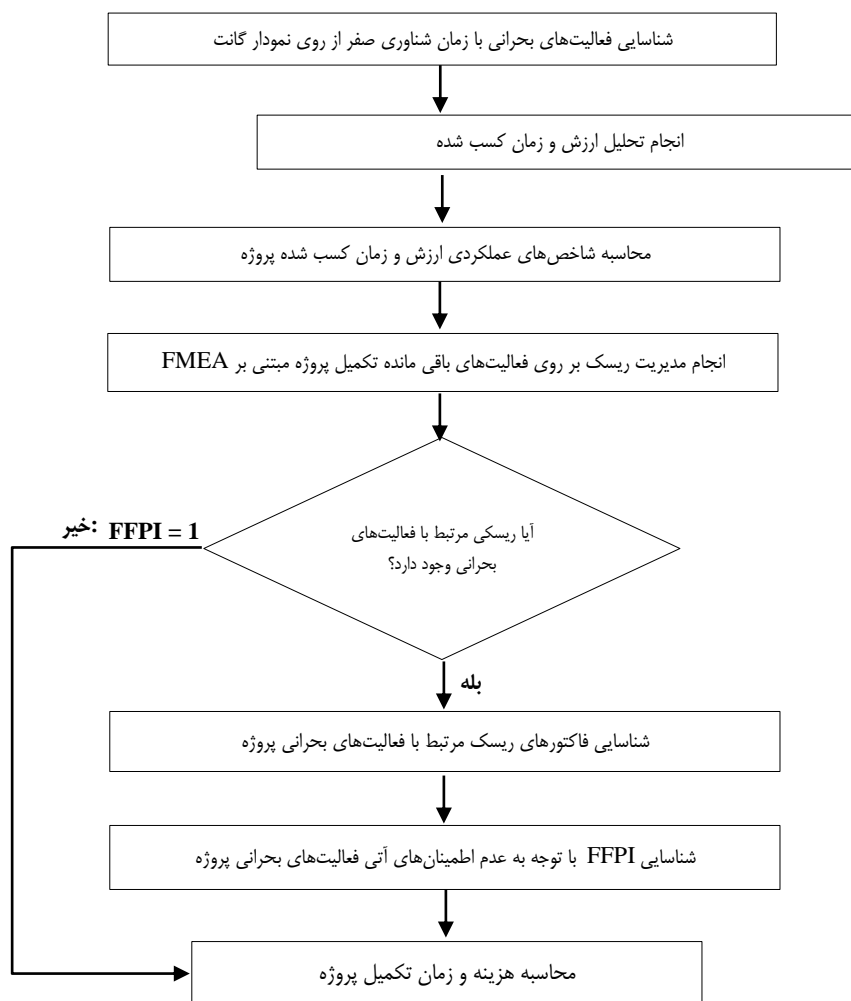 شناسایی فعالیت‌های بحرانی با زمان شناوری صفر از روی نمودار گانت
انجام تحلیل ارزش و زمان کسب شده
محاسبه شاخص‌های عملکردی ارزش و زمان کسب شده پروژه
انجام مدیریت ریسک بر روی فعالیت‌های باقی مانده تکمیل پروژه مبتنی بر FMEA
آیا ریسکی مرتبط با فعالیت‌های
بحرانی وجود دارد؟
خیر: FFPI = 1
بله
شناسایی فاکتورهای ریسک مرتبط با فعالیت‌های بحرانی پروژه
شناسایی FFPI با توجه به عدم اطمینان‌های آتی فعالیت‌های بحرانی پروژه
محاسبه هزینه و زمان تکمیل پروژه